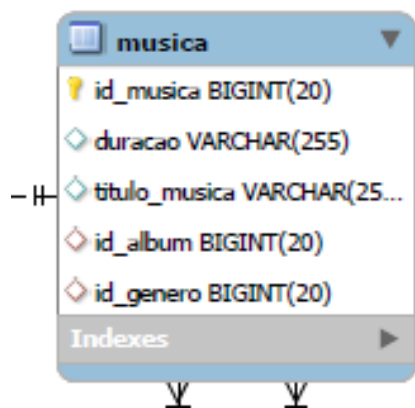 musica
id_musica BIGINT(20)
duracao VARCHAR(255)
titulo_musica VARCHAR(25...
id_album BIGINT(20)
id_genero BIGINT(20)
Indexes